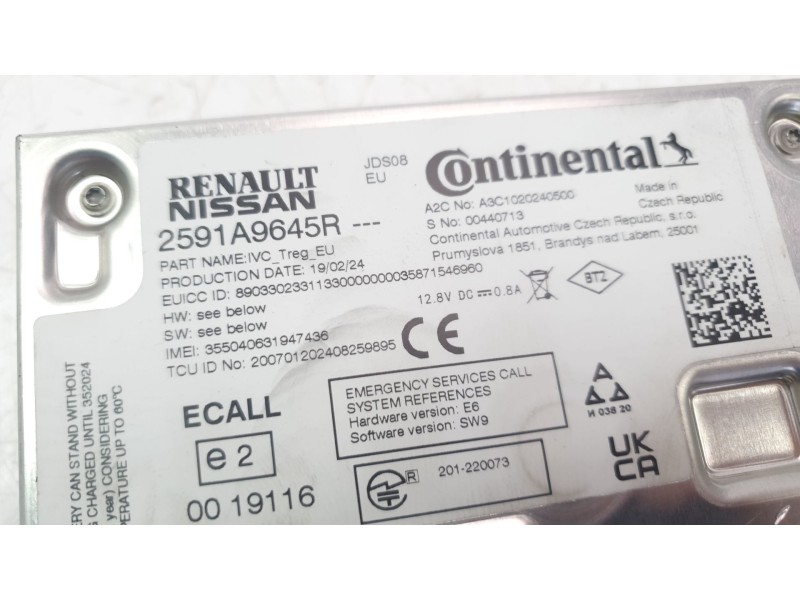 RENAULT
NISSAN
JDS08
EU
2591A9645R ---
PART NAME:IVC_Treg_EU
PRODUCTION DATE: 19/02/24
EUICC ID: 89033023311330000000035871546960
HW: see below
SW: see below
IMEI: 355040631947436
TCU ID No: 200701202408259895
Continental
A2C No: A3C1020240500
S No: 00440713
Made in
Czech Republic
Continental Automotive Czech Republic, s.r.o.
Prumyslova 1851, Brandys nad Labem, 25001
12.8V DC 0.8A
BTZ
CE
ECALL
e2
00 19116
EMERGENCY SERVICES CALL
SYSTEM REFERENCES
Hardware version: E6
Software version: SW9
R
201-220073
И 038 20
UK
CA
RY CAN STAND WITHOUT
G CHARGED UNTIL 352024
year) CONSIDERING
PERATURE UP TO 60°C